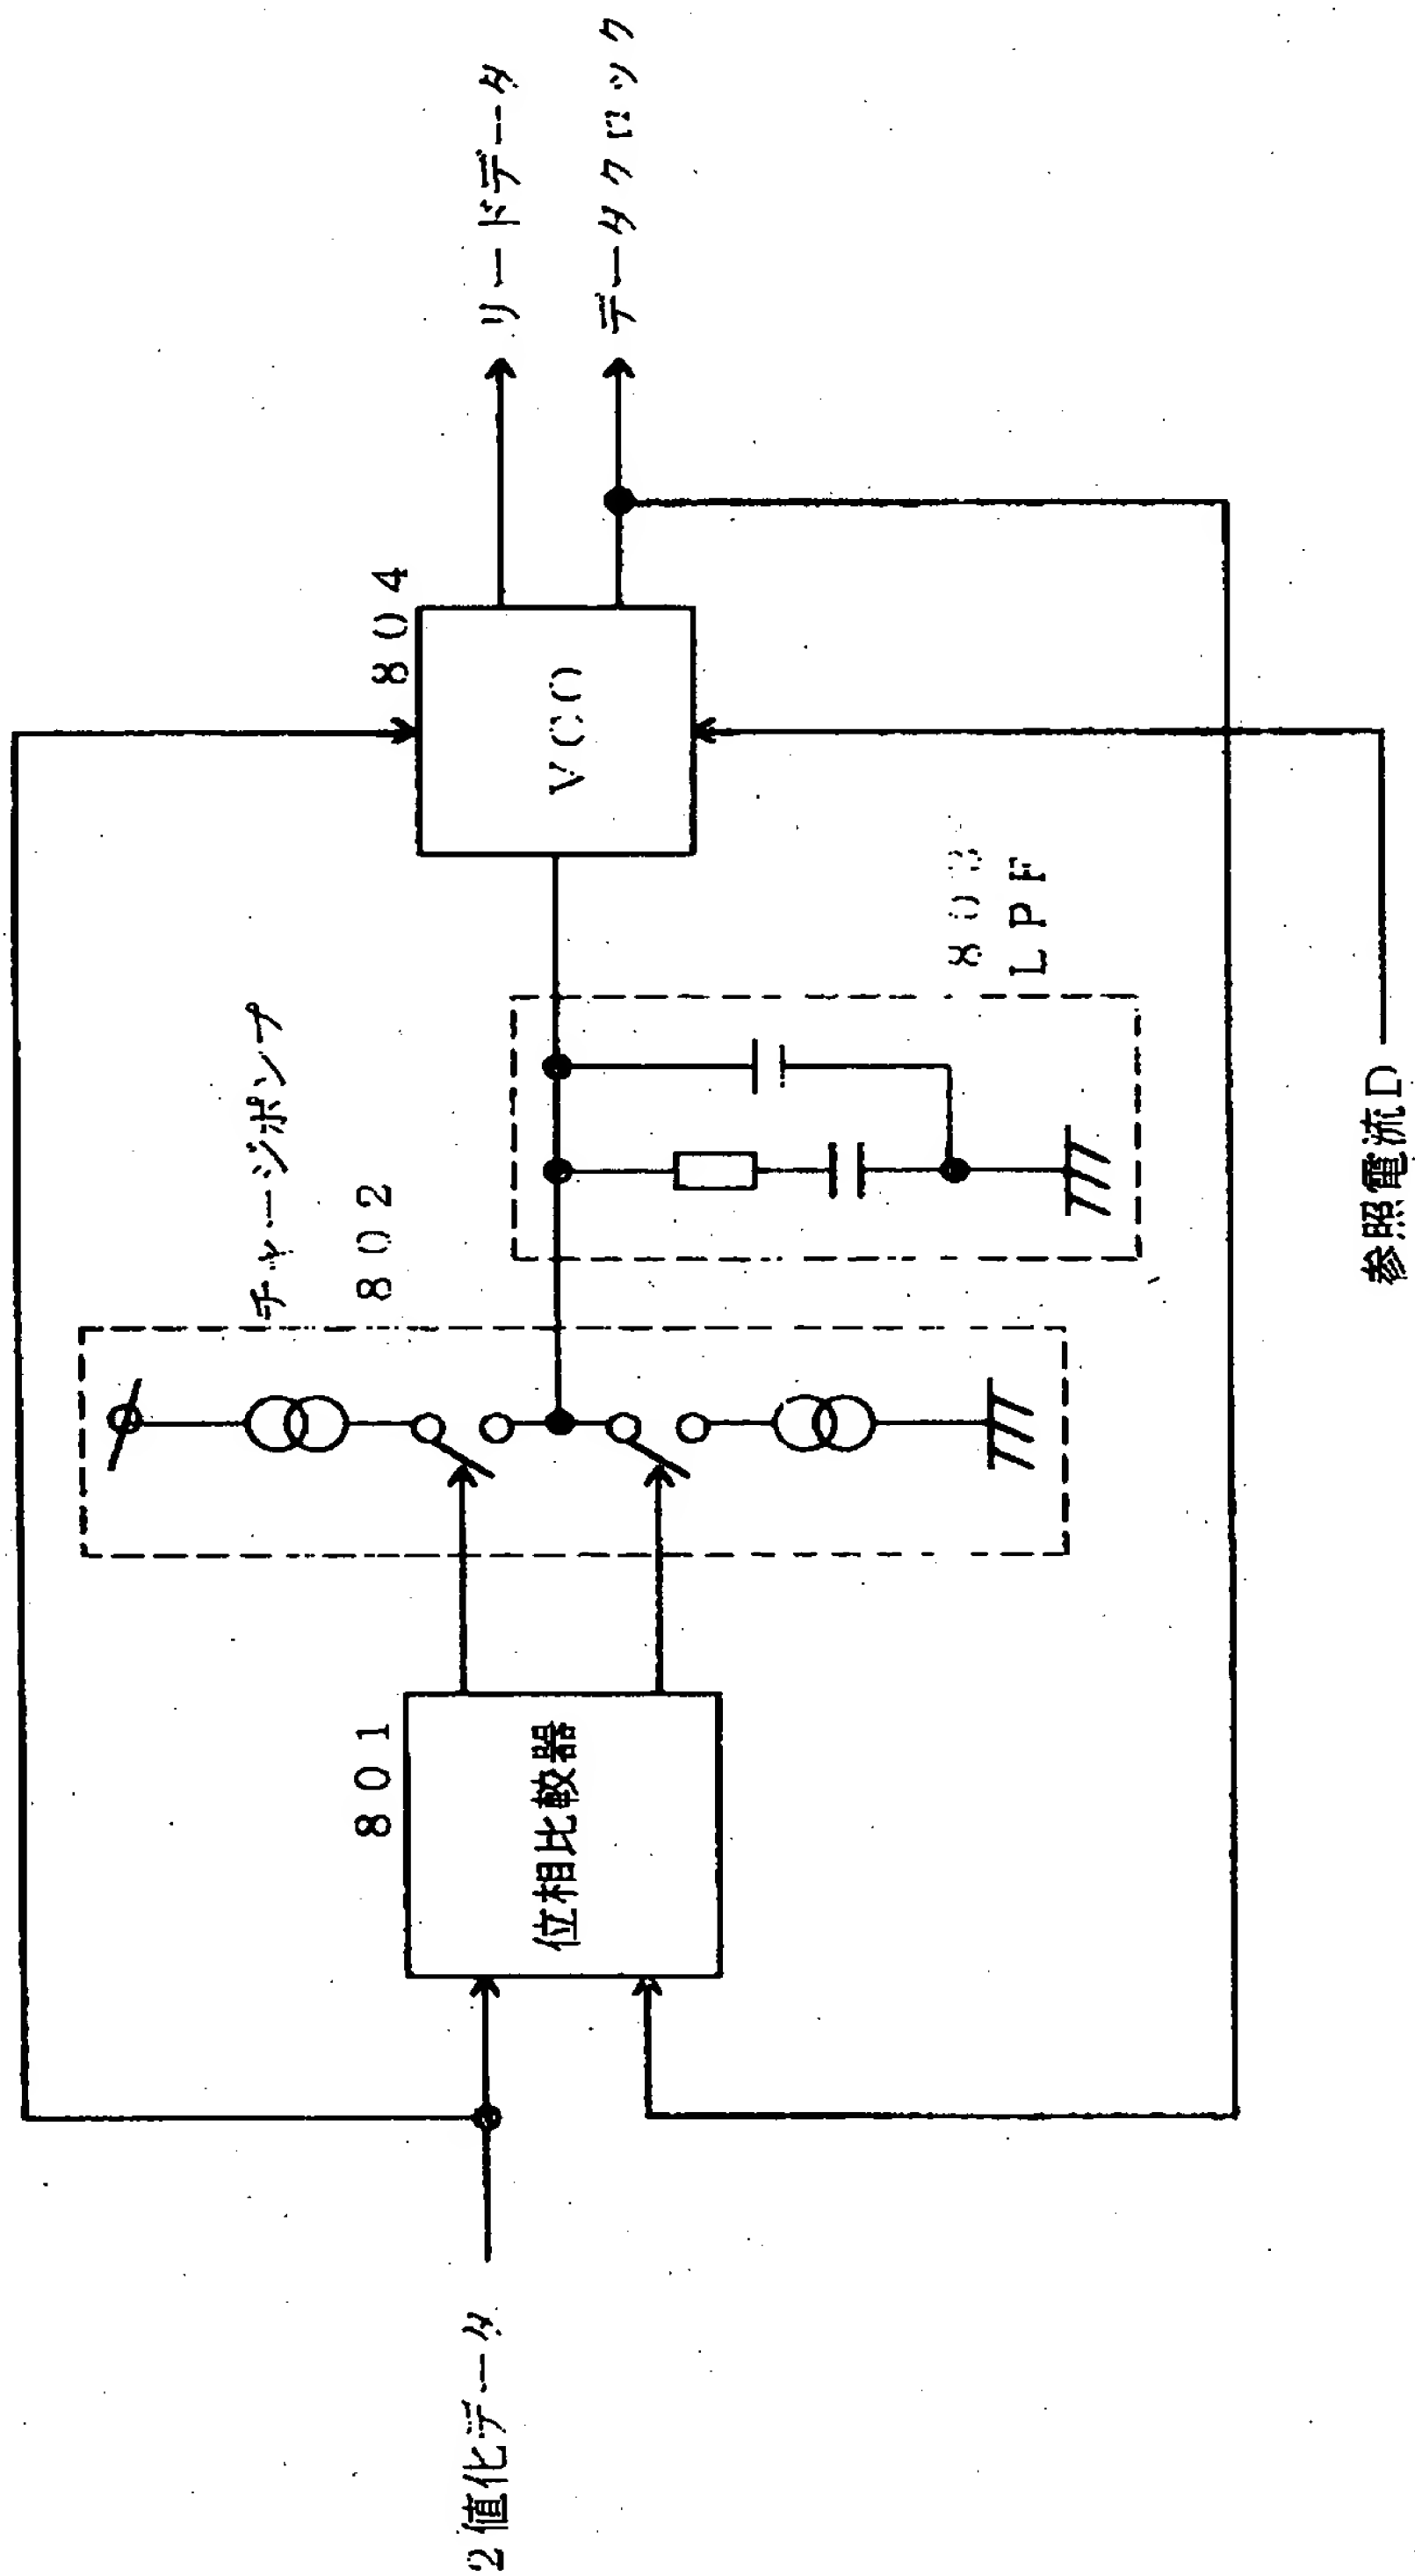 2値化データ
801
位相比較器
チャージポンプ
802
803
LPF
804
VCO
リードデータ
データクロック
参照電流D